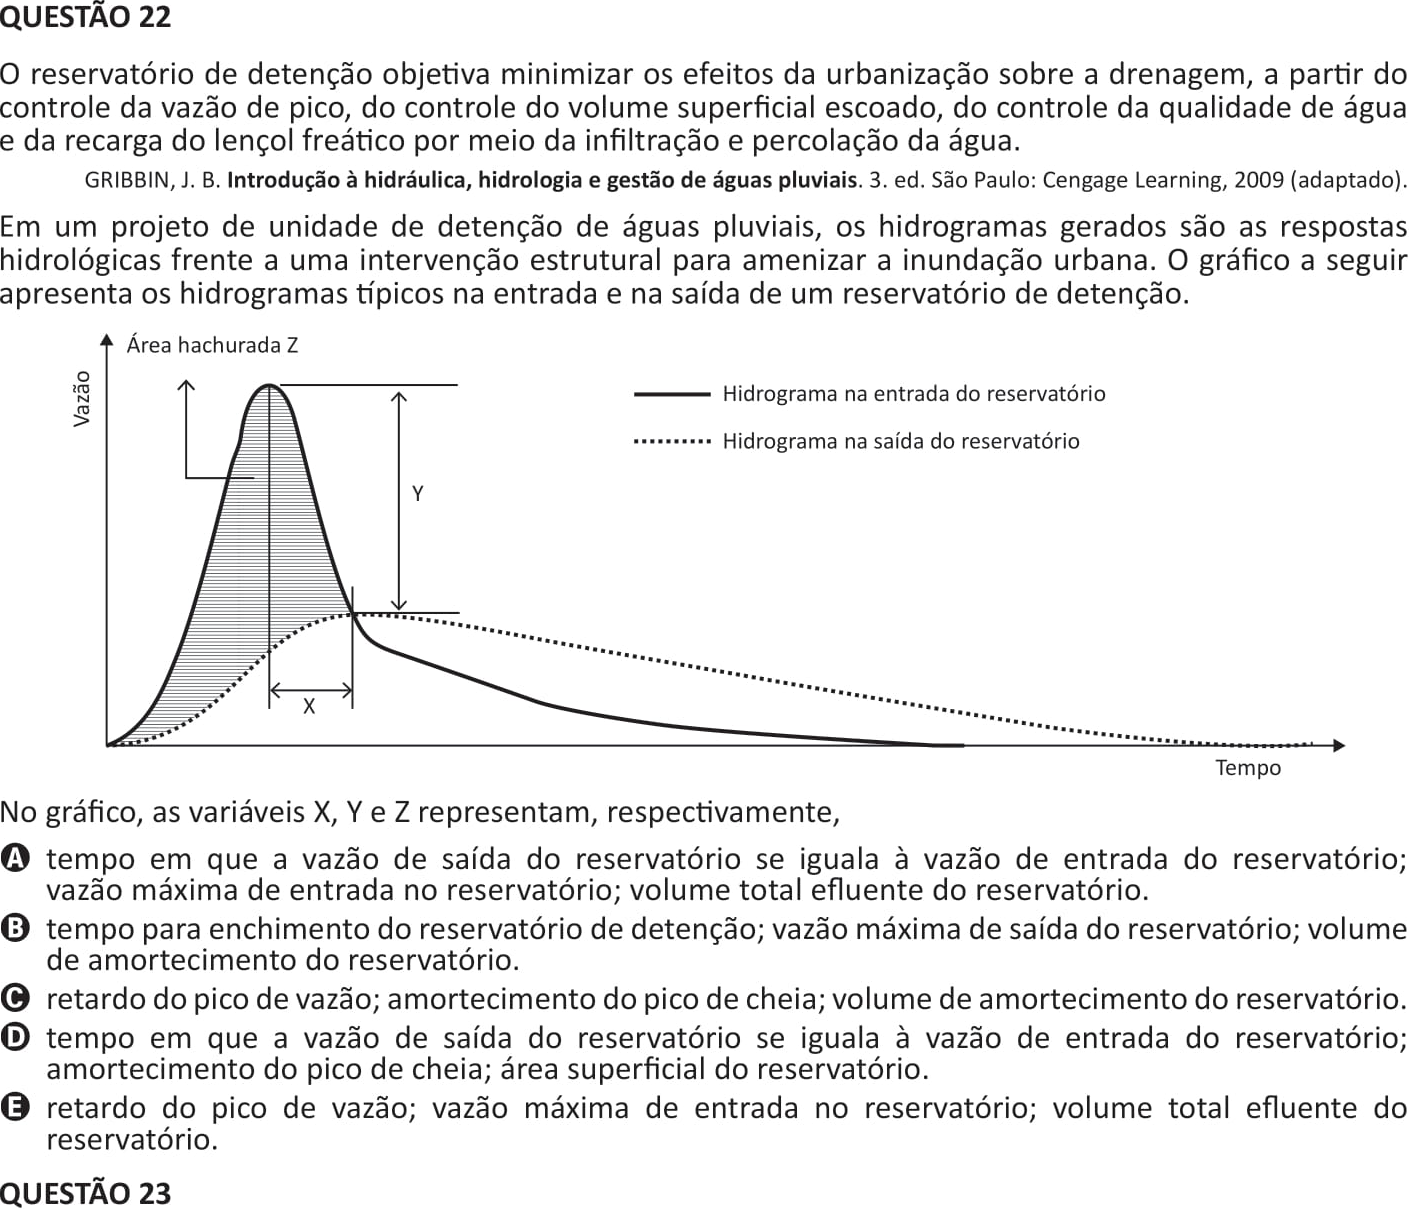 QUESTÃO 22
O reservatório de detenção objetiva minimizar os efeitos da urbanização sobre a drenagem, a partir do
controle da vazão de pico, do controle do volume superficial escoado, do controle da qualidade de água
e da recarga do lençol freático por meio da infiltração e percolação da água.
GRIBBIN, J. B. Introdução à hidráulica, hidrologia e gestão de águas pluviais. 3. ed. São Paulo: Cengage Learning, 2009 (adaptado).
Em um projeto de unidade de detenção de águas pluviais, os hidrogramas gerados são as respostas
hidrológicas frente a uma intervenção estrutural para amenizar a inundação urbana. O gráfico a seguir
apresenta os hidrogramas típicos na entrada e na saída de um reservatório de detenção.
Área hachurada Z
Vazão
Hidrograma na entrada do reservatório
Hidrograma na saída do reservatório
Y
X
Tempo
No gráfico, as variáveis X, Y e Z representam, respectivamente,
A tempo em que a vazão de saída do reservatório se iguala à vazão de entrada do reservatório;
vazão máxima de entrada no reservatório; volume total efluente do reservatório.
B tempo para enchimento do reservatório de detenção; vazão máxima de saída do reservatório; volume
de amortecimento do reservatório.
C retardo do pico de vazão; amortecimento do pico de cheia; volume de amortecimento do reservatório.
D tempo em que a vazão de saída do reservatório se iguala à vazão de entrada do reservatório;
amortecimento do pico de cheia; área superficial do reservatório.
E retardo do pico de vazão; vazão máxima de entrada no reservatório; volume total efluente do
reservatório.
QUESTÃO 23